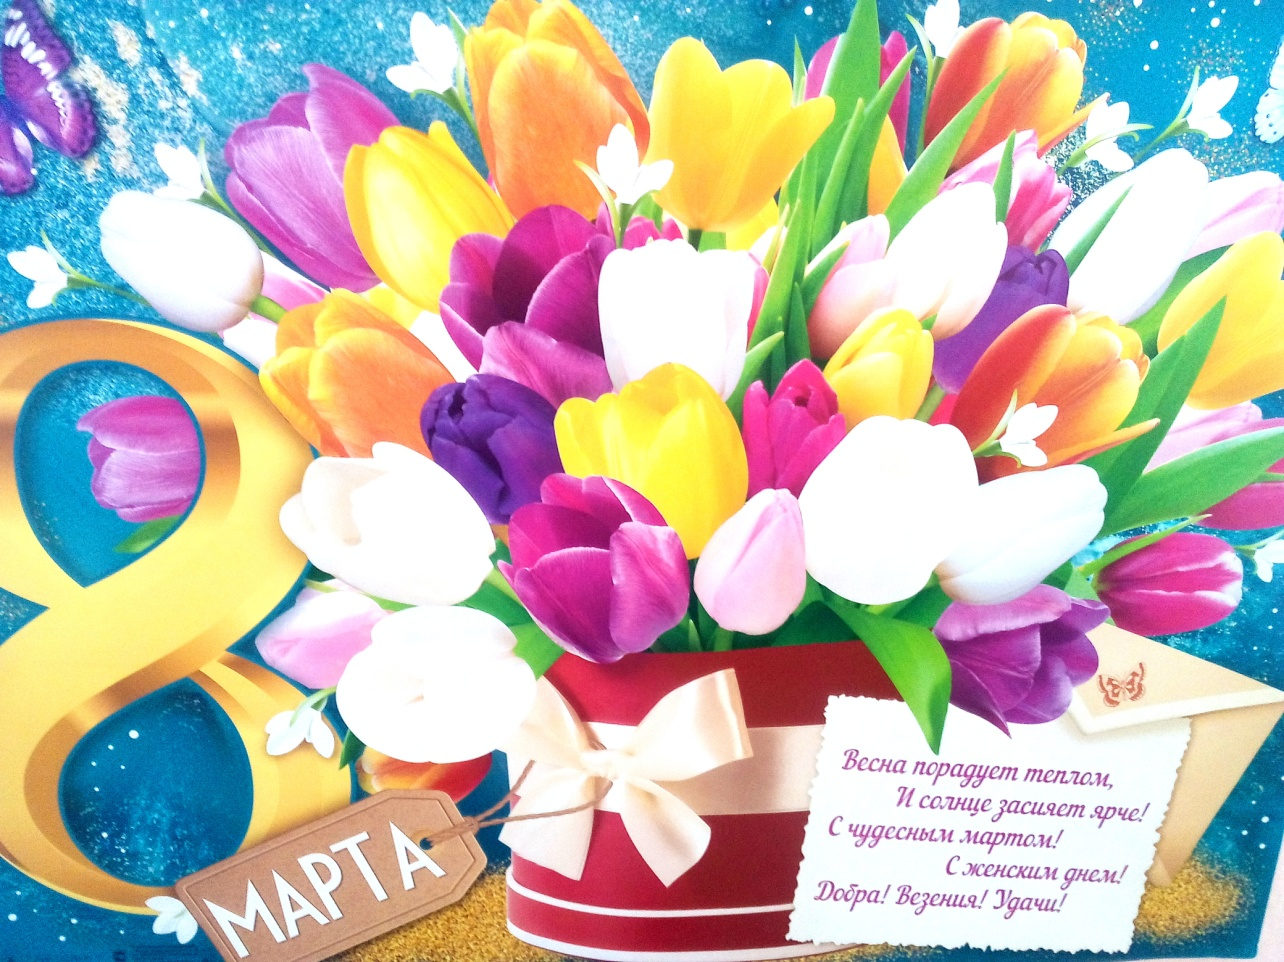 8
МАРТА
Весна порадует теплом,
И солнце засияет ярче!
С чудесным мартом!
С женским днем!
Добра! Везения! Удачи!